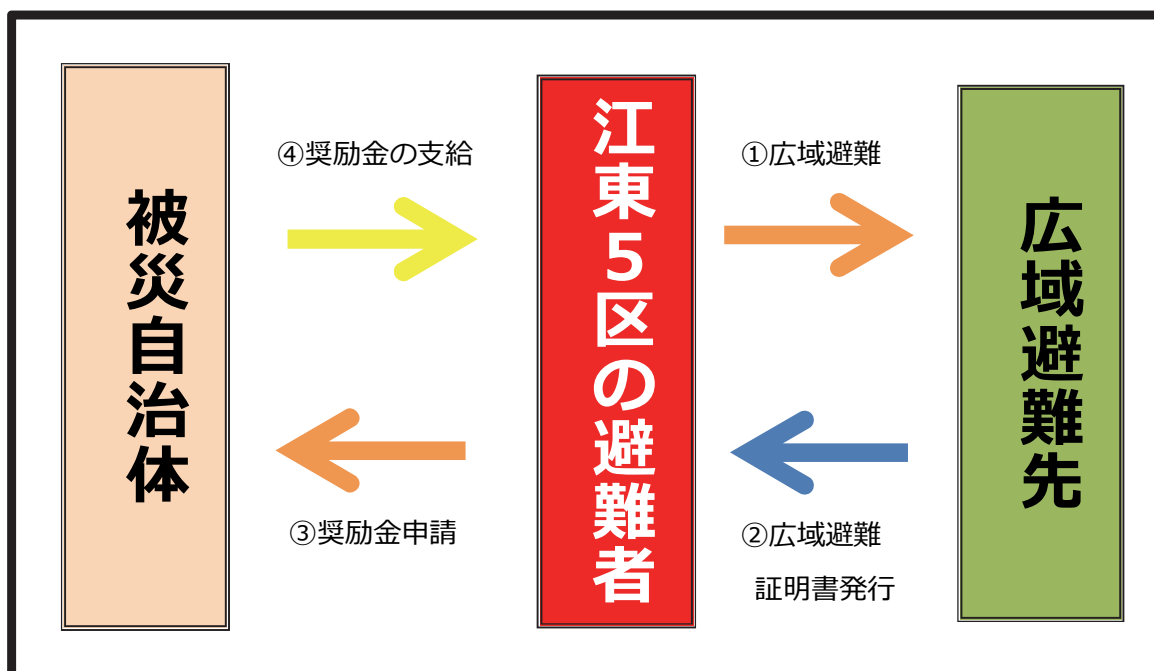 被災自治体
④奨励金の支給
③奨励金申請
江東5区の避難者
①広域避難
②広域避難
証明書発行
広域避難先